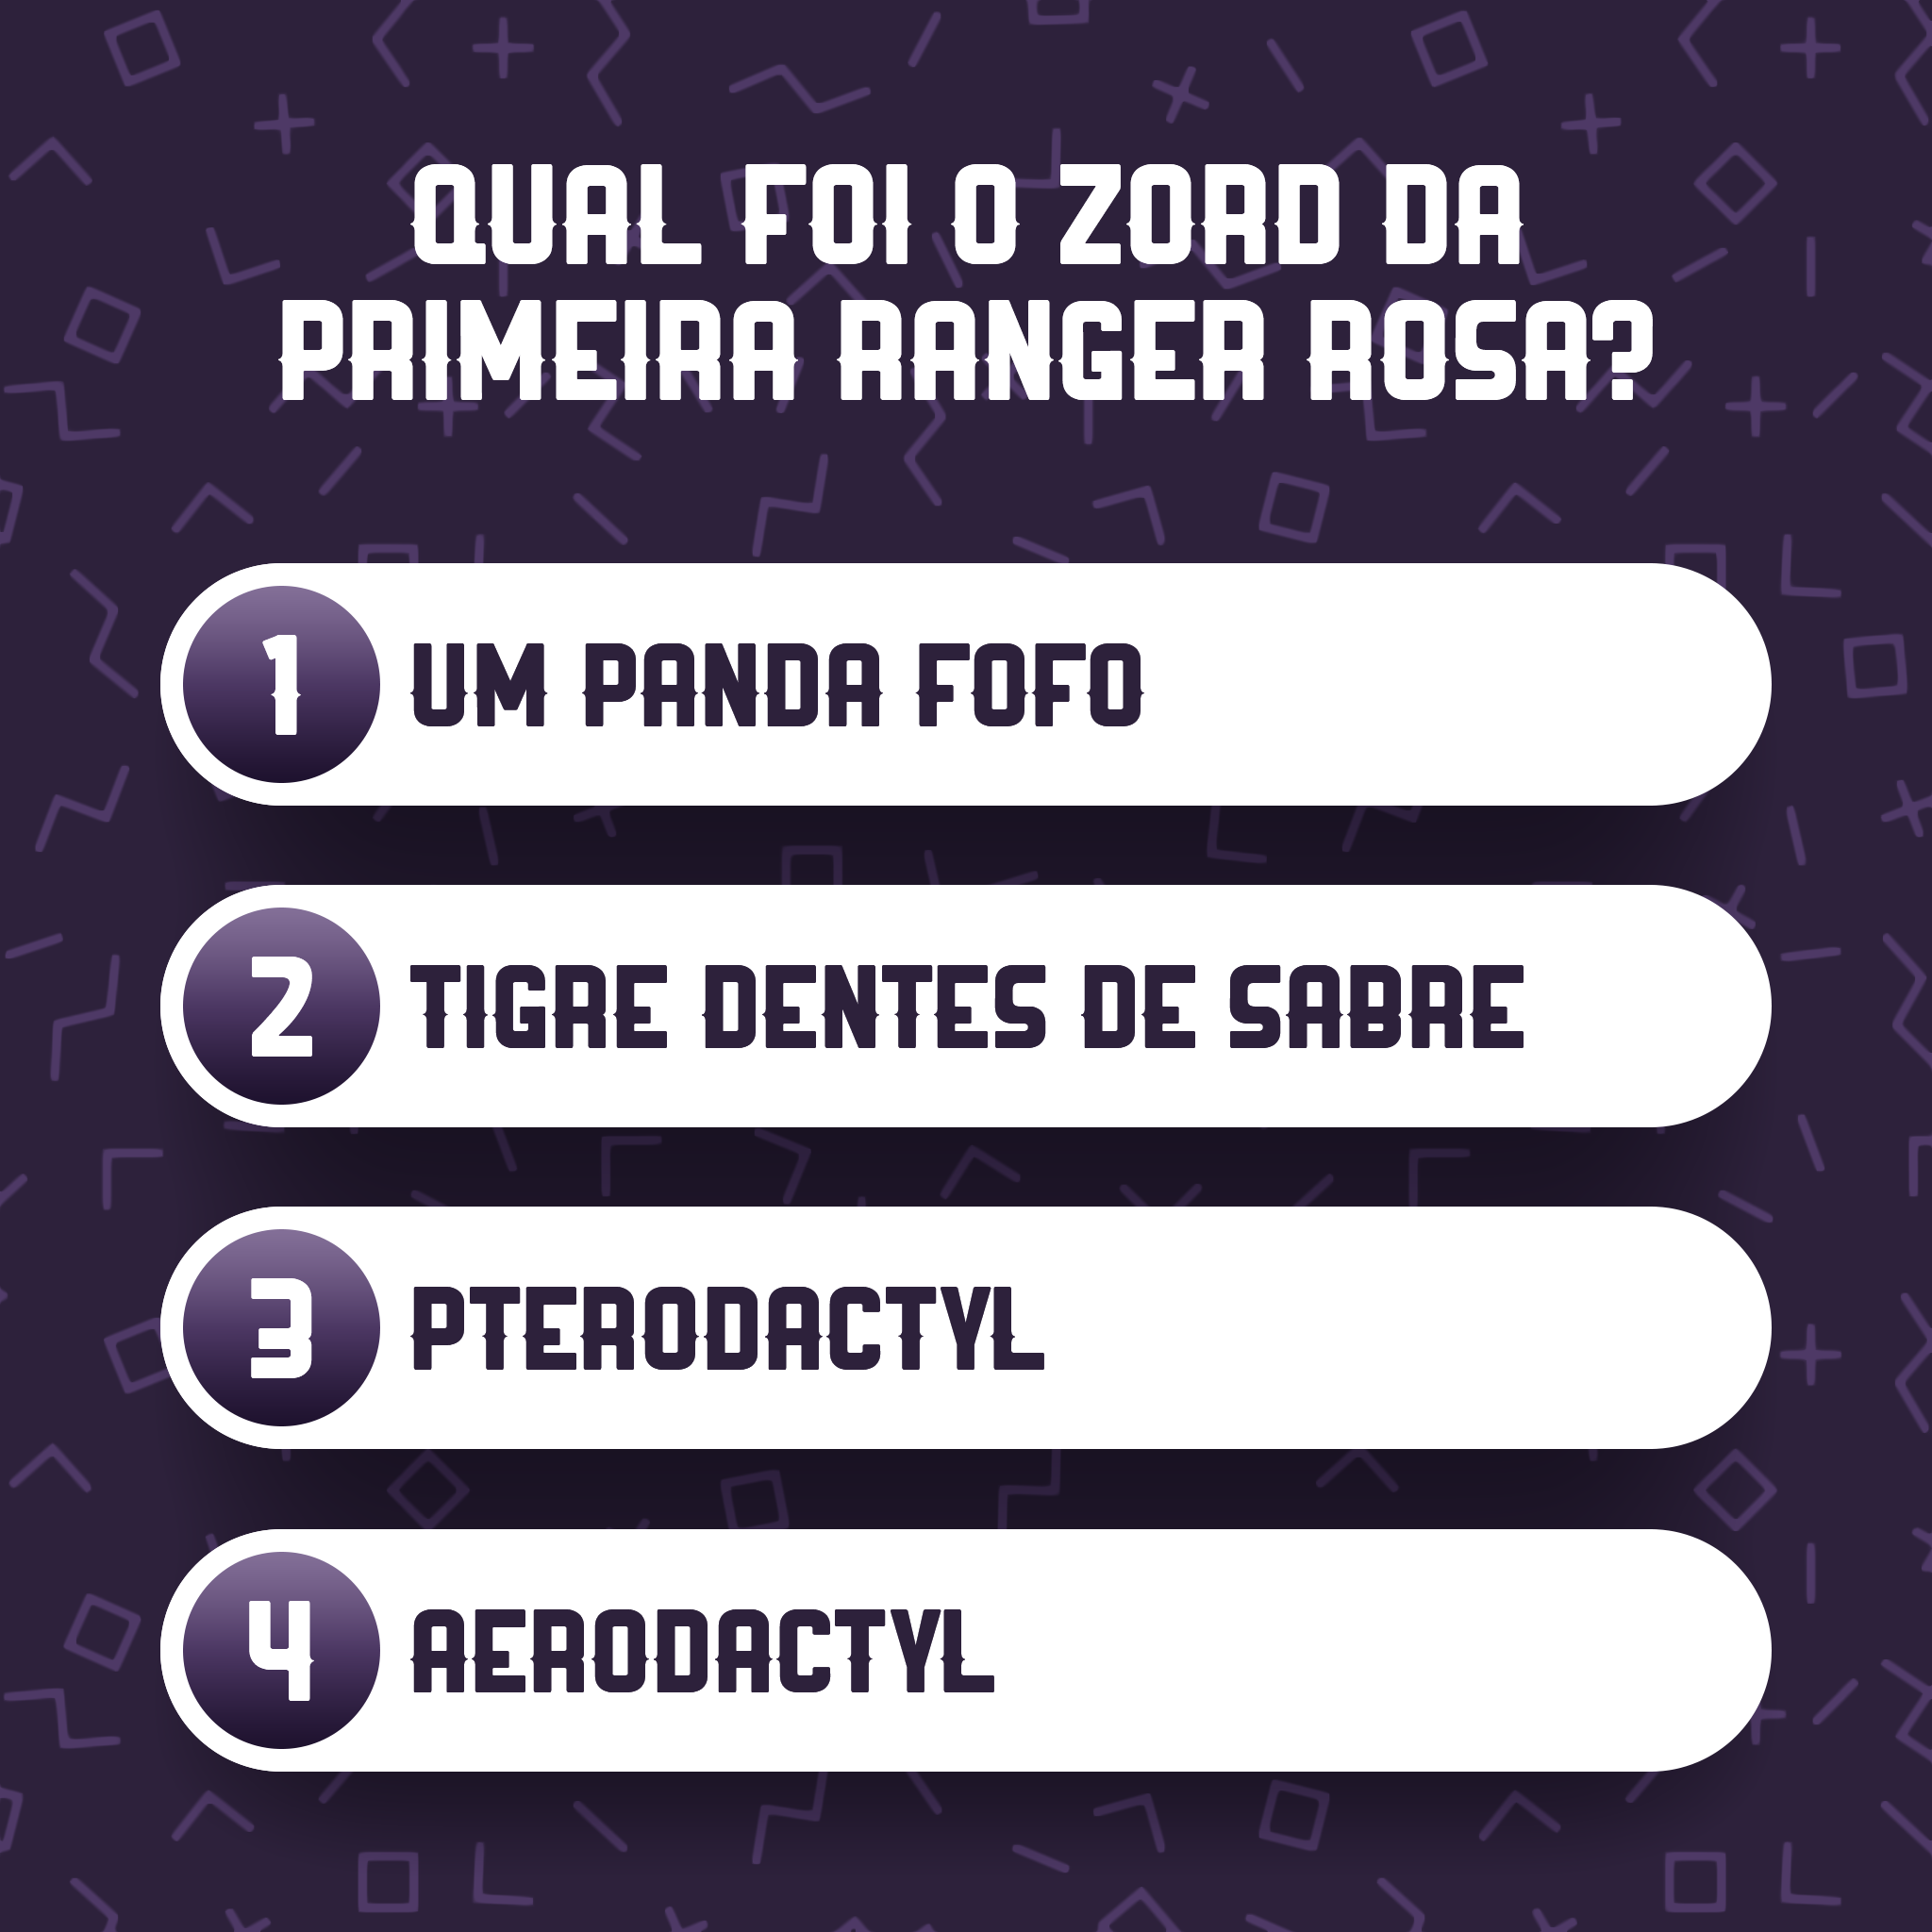 QUAL FOI O ZORD DA
PRIMEIRA RANGER ROSA?
1 UM PANDA FOFO
2 TIGRE DENTES DE SABRE
3 PTERODACTYL
4 AERODACTYL